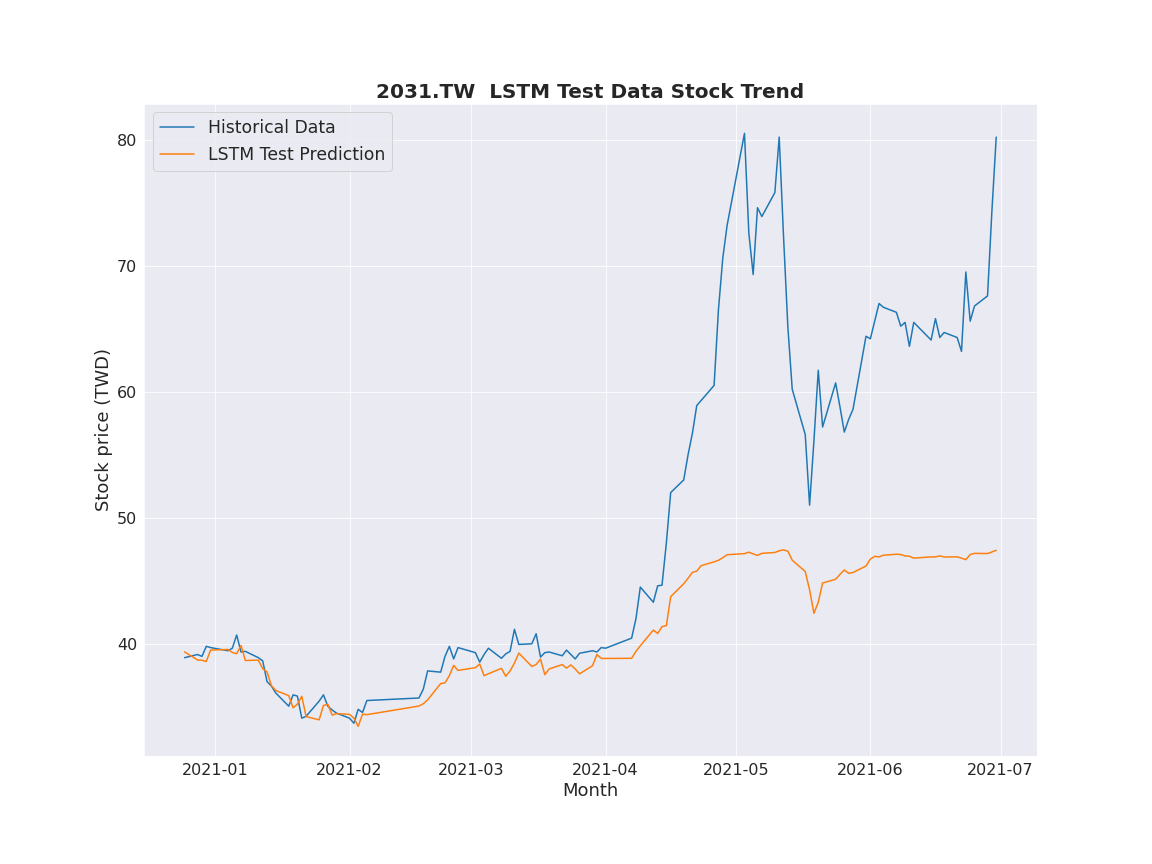 2031.TW  LSTM Test Data Stock Trend
Historical Data
LSTM Test Prediction
80
70
60
50
40
Stock price (TWD)
2021-01 2021-02 2021-03 2021-04 2021-05 2021-06 2021-07
Month